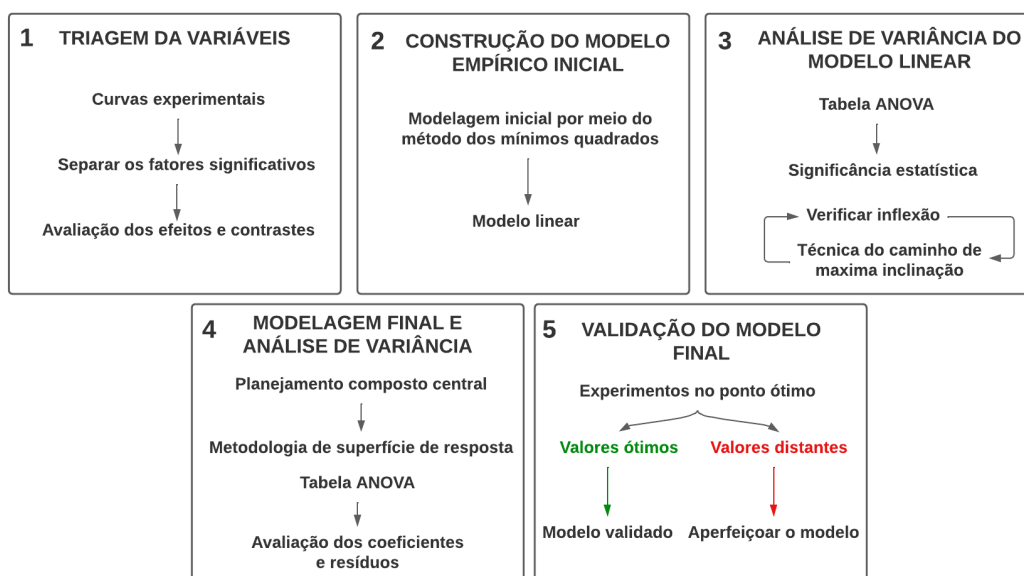 1
TRIAGEM DA VARIÁVEIS
Curvas experimentais
Separar os fatores significativos
Avaliação dos efeitos e contrastes
2
CONSTRUÇÃO DO MODELO
EMPÍRICO INICIAL
Modelagem inicial por meio do
método dos mínimos quadrados
Modelo linear
3
ANÁLISE DE VARIÂNCIA DO
MODELO LINEAR
Tabela ANOVA
Significância estatística
Verificar inflexão
Técnica do caminho de
maxima inclinação
4
MODELAGEM FINAL E
ANÁLISE DE VARIÂNCIA
Planejamento composto central
Metodologia de superfície de resposta
Tabela ANOVA
Avaliação dos coeficientes
e resíduos
5
VALIDAÇÃO DO MODELO
FINAL
Experimentos no ponto ótimo
Valores ótimos
Valores distantes
Modelo validado
Aperfeiçoar o modelo